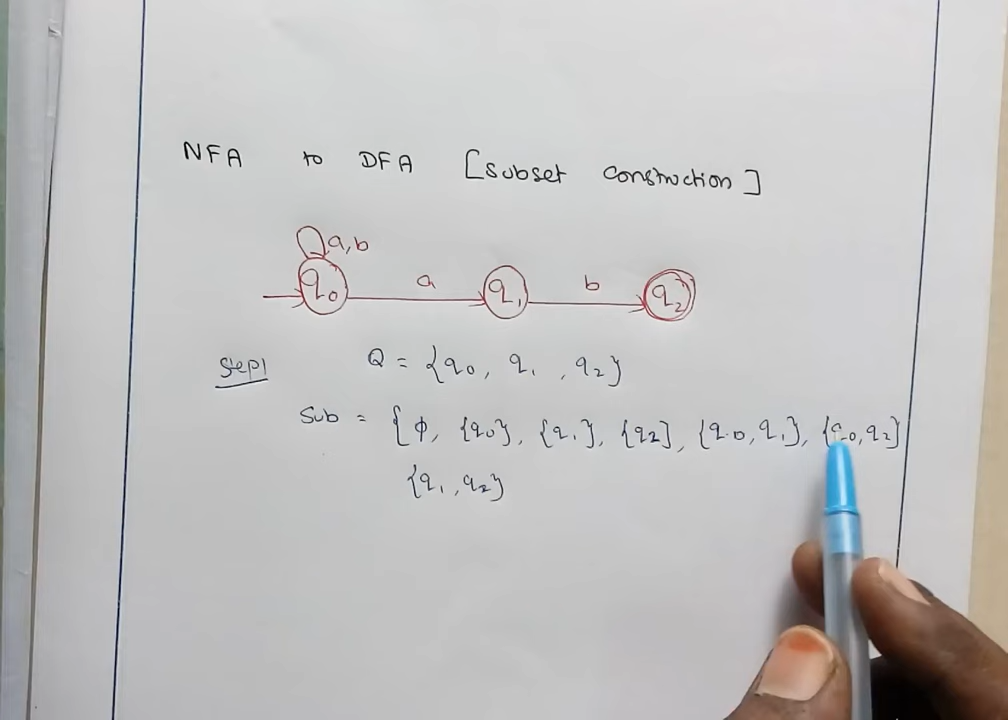 NFA to DFA [Subset Construction]
a,b
q₀ a q₁ b q₂
Step1 Q = {q₀, q₁, q₂}
Sub = {ϕ, {q₀}, {q₁}, {q₂], {q₀,q₁}, {q₀,q₂}
{q₁,q₂}